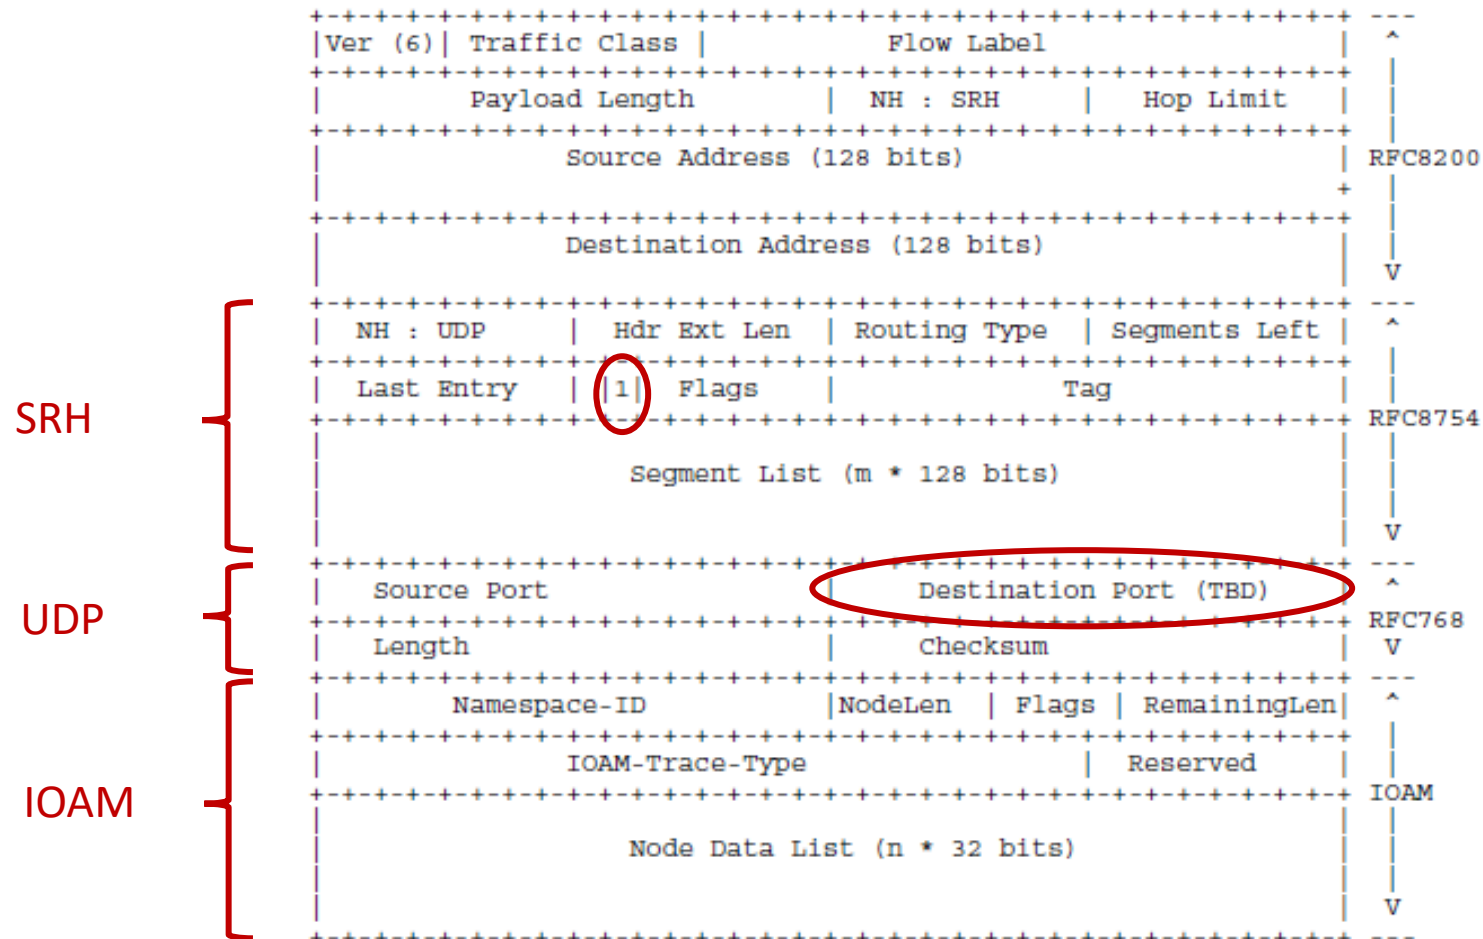 +-+-+-+-+-+-+-+-+-+-+-+-+-+-+-+-+-+-+-+-+-+-+-+-+-+-+-+-+-+-+-+-+ ---
|Ver (6)| Traffic Class | Flow Label | ^
+-+-+-+-+-+-+-+-+-+-+-+-+-+-+-+-+-+-+-+-+-+-+-+-+-+-+-+-+-+-+-+-+ |
| Payload Length | NH : SRH | Hop Limit | |
+-+-+-+-+-+-+-+-+-+-+-+-+-+-+-+-+-+-+-+-+-+-+-+-+-+-+-+-+-+-+-+-+ |
| Source Address (128 bits) | RFC8200
| + |
+-+-+-+-+-+-+-+-+-+-+-+-+-+-+-+-+-+-+-+-+-+-+-+-+-+-+-+-+-+-+-+-+ |
| Destination Address (128 bits) | |
| | V
+-+-+-+-+-+-+-+-+-+-+-+-+-+-+-+-+-+-+-+-+-+-+-+-+-+-+-+-+-+-+-+-+ ---
| NH : UDP | Hdr Ext Len | Routing Type | Segments Left | ^
+-+-+-+-+-+-+-+-+-+-+-+-+-+-+-+-+-+-+-+-+-+-+-+-+-+-+-+-+-+-+-+-+ |
| Last Entry | |1| Flags | Tag | |
SRH
+-+-+-+-+-+-+-+-+-+-+-+-+-+-+-+-+-+-+-+-+-+-+-+-+-+-+-+-+-+-+-+-+ RFC8754
| | |
| Segment List (m * 128 bits) | |
| | |
| | V
+-+-+-+-+-+-+-+-+-+-+-+-+-+-+-+-+-+-+-+-+-+-+-+-+-+-+-+-+-+-+-+-+ ---
| Source Port | Destination Port (TBD) | ^
UDP
+-+-+-+-+-+-+-+-+-+-+-+-+-+-+-+-+-+-+-+-+-+-+-+-+-+-+-+-+-+-+-+-+ RFC768
| Length | Checksum | V
+-+-+-+-+-+-+-+-+-+-+-+-+-+-+-+-+-+-+-+-+-+-+-+-+-+-+-+-+-+-+-+-+ ---
| Namespace-ID |NodeLen | Flags | RemainingLen| ^
+-+-+-+-+-+-+-+-+-+-+-+-+-+-+-+-+-+-+-+-+-+-+-+-+-+-+-+-+-+-+-+-+ |
| IOAM-Trace-Type | Reserved | |
IOAM
+-+-+-+-+-+-+-+-+-+-+-+-+-+-+-+-+-+-+-+-+-+-+-+-+-+-+-+-+-+-+-+-+ IOAM
| | |
| Node Data List (n * 32 bits) | |
| | |
| | V
+-+-+-+-+-+-+-+-+-+-+-+-+-+-+-+-+-+-+-+-+-+-+-+-+-+-+-+-+-+-+-+-+ ---